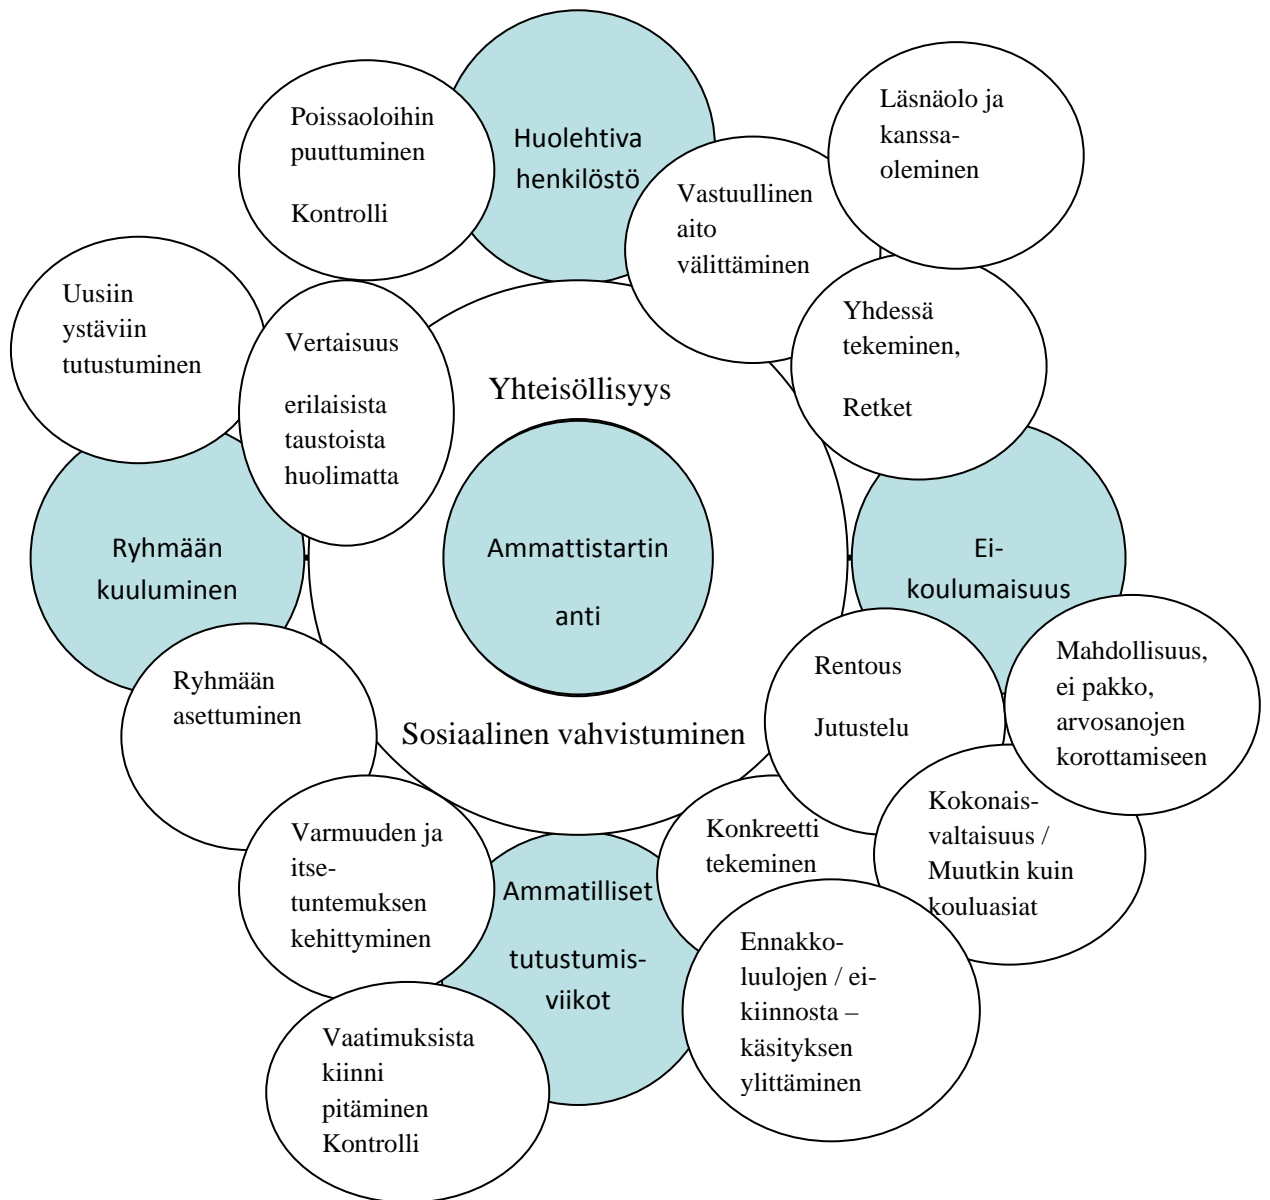 Huolehtiva
henkilöstö
Poissaoloihin
puuttuminen
Kontrolli
Läsnäolo ja
kanssa-
oleminen
Vastuullinen
aito
välittäminen
Uusiin
ystäviin
tutustuminen
Vertaisuus
erilaisista
taustoista
huolimatta
Yhdessä
tekeminen,
Retket
Yhteisöllisyys
Ryhmään
kuuluminen
Ammattistartin
anti
Ei-
koulumaisuus
Sosiaalinen vahvistuminen
Ryhmään
asettuminen
Rentous
Jutustelu
Mahdollisuus,
ei pakko,
arvosanojen
korottamiseen
Varmuuden ja
itse-
tuntemuksen
kehittyminen
Ammatilliset
tutustumis-
viikot
Konkreetti
tekeminen
Kokonais-
valtaisuus /
Muutkin kuin
kouluasiat
Vaatimuksista
kiinni
pitäminen
Kontrolli
Ennakko-
luulojen / ei-
kiinnosta –
käsityksen
ylittäminen